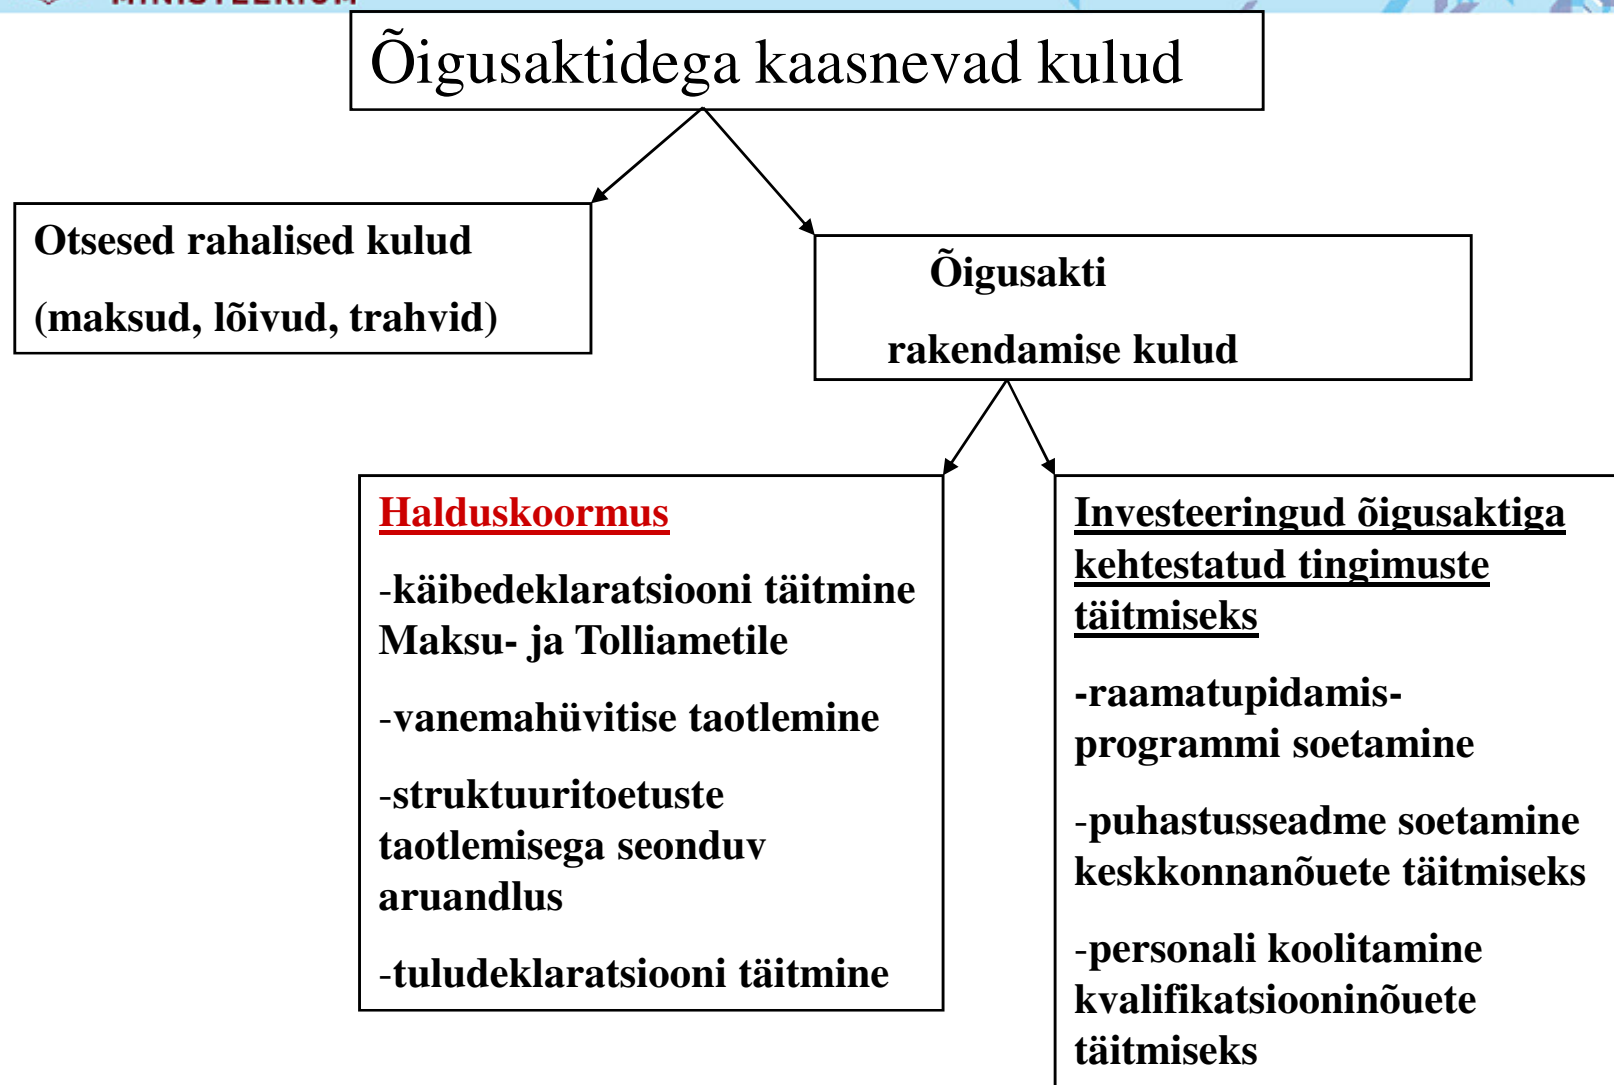 MINISTEERIUM
Õigusaktidega kaasnevad kulud
Otsesed rahalised kulud
(maksud, lõivud, trahvid)
Õigusakti
rakendamise kulud
Halduskoormus
-käibedeklaratsiooni täitmine
Maksu- ja Tolliametile
-vanemahüvitise taotlemine
-struktuuritoetuste
taotlemisega seonduv
aruandlus
-tuludeklaratsiooni täitmine
Investeeringud õigusaktiga
kehtestatud tingimuste
täitmiseks
-raamatupidamis-
programmi soetamine
-puhastusseadme soetamine
keskkonnanõuete täitmiseks
-personali koolitamine
kvalifikatsiooninõuete
täitmiseks